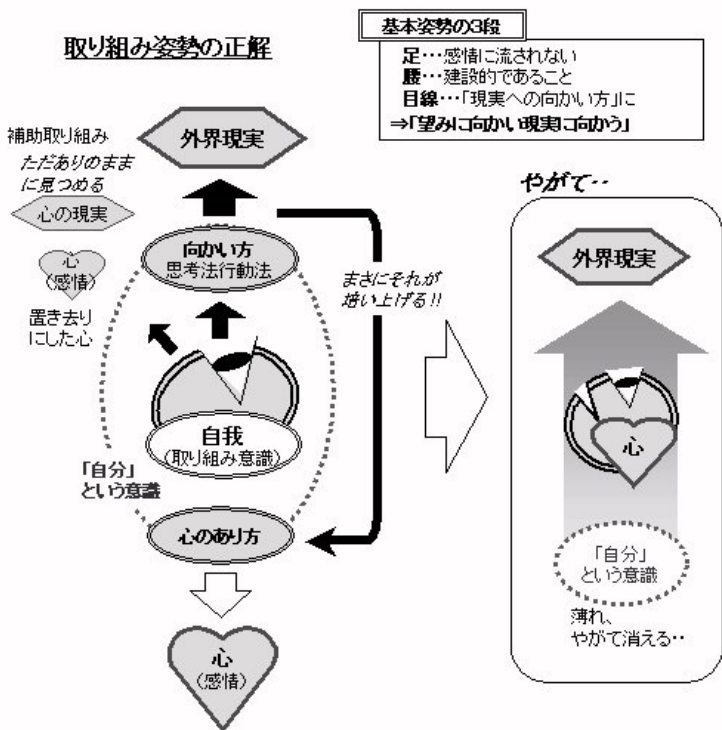 取り組み姿勢の正解
基本姿勢の3段
足…感情に流されない
腰…建設的であること
目線…「現実への向かい方」に
⇒「望みに向かい現実に向かう」
補助取り組み
ただありのまま
に見つめる
心の現実
心
(感情)
置き去り
にした心
外界現実
向かい方
思考法行動法
まさにそれが
培い上げる!!
自我
(取り組み意識)
「自分」
という意識
心のあり方
心
(感情)
やがて‥
外界現実
心
「自分」
という意識
薄れ、
やがて消える‥